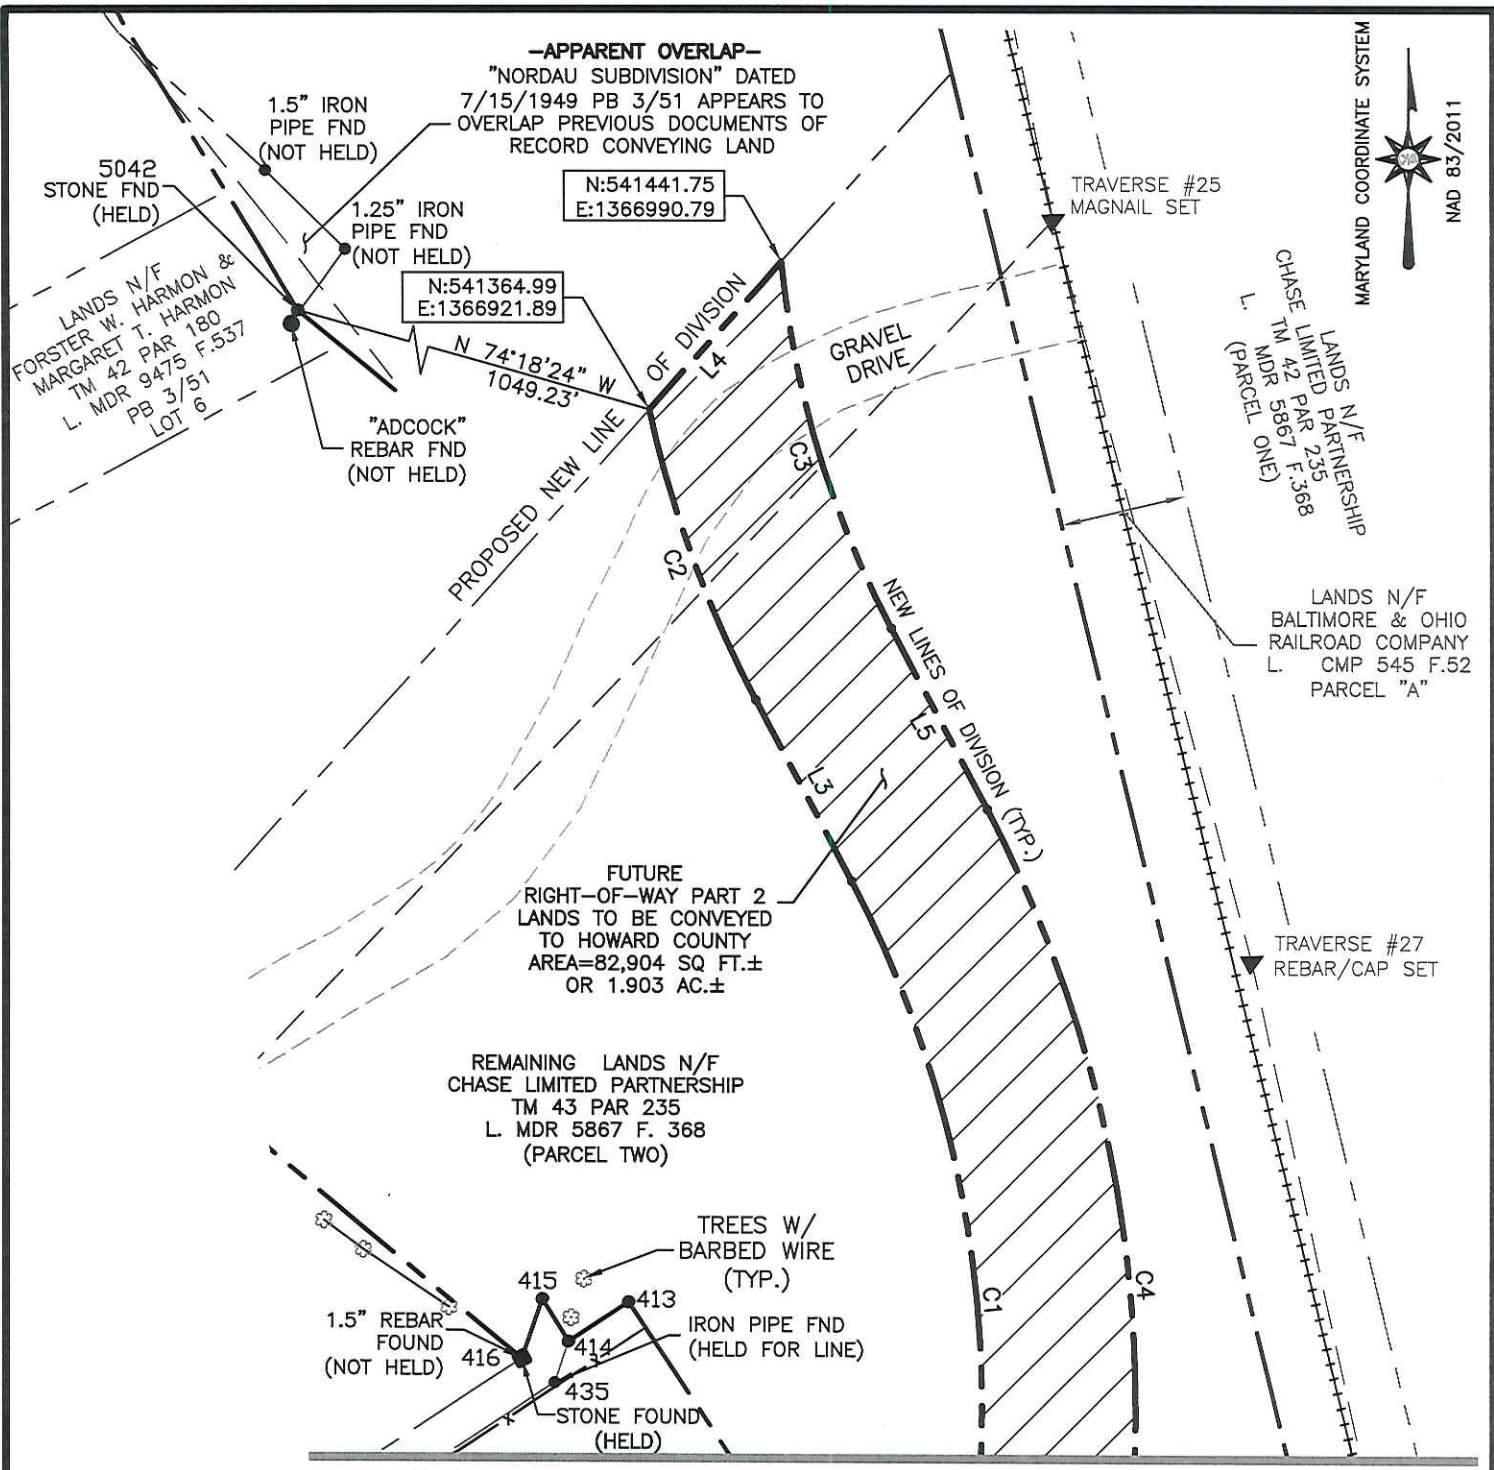 -APPARENT OVERLAP-
"NORDAU SUBDIVISION" DATED
7/15/1949 PB 3/51 APPEARS TO
OVERLAP PREVIOUS DOCUMENTS OF
RECORD CONVEYING LAND
1.5" IRON
PIPE FND
(NOT HELD)
5042
STONE FND
(HELD)
1.25" IRON
PIPE FND
(NOT HELD)
N:541441.75
E:1366990.79
N:541364.99
E:1366921.89
TRAVERSE #25
MAGNAIL SET
MARYLAND COORDINATE SYSTEM
NAD 83/2011
LANDS N/F
FORSTER W. HARMON &
MARGARET T. HARMON
TM 42 PAR 180
L. MDR 9475 F.537
PB 3/51
LOT 6
"ADCOCK"
REBAR FND
(NOT HELD)
N 74°18'24" W
1049.23'
PROPOSED NEW LINE OF DIVISION
L4
GRAVEL
DRIVE
LANDS N/F
CHASE LIMITED PARTNERSHIP
TM 42 PAR 235
L. MDR 5867 F.368
(PARCEL ONE)
C3
C2
LANDS N/F
BALTIMORE & OHIO
RAILROAD COMPANY
L. CMP 545 F.52
PARCEL "A"
NEW LINES OF DIVISION (TYP.)
L5
L3
FUTURE
RIGHT-OF-WAY PART 2
LANDS TO BE CONVEYED
TO HOWARD COUNTY
AREA=82,904 SQ FT.±
OR 1.903 AC.±
TRAVERSE #27
REBAR/CAP SET
REMAINING LANDS N/F
CHASE LIMITED PARTNERSHIP
TM 43 PAR 235
L. MDR 5867 F. 368
(PARCEL TWO)
TREES W/
BARBED WIRE
(TYP.)
415
413
C1
C4
1.5" REBAR
FOUND
(NOT HELD)
416
414
IRON PIPE FND
(HELD FOR LINE)
435
STONE FOUND
(HELD)